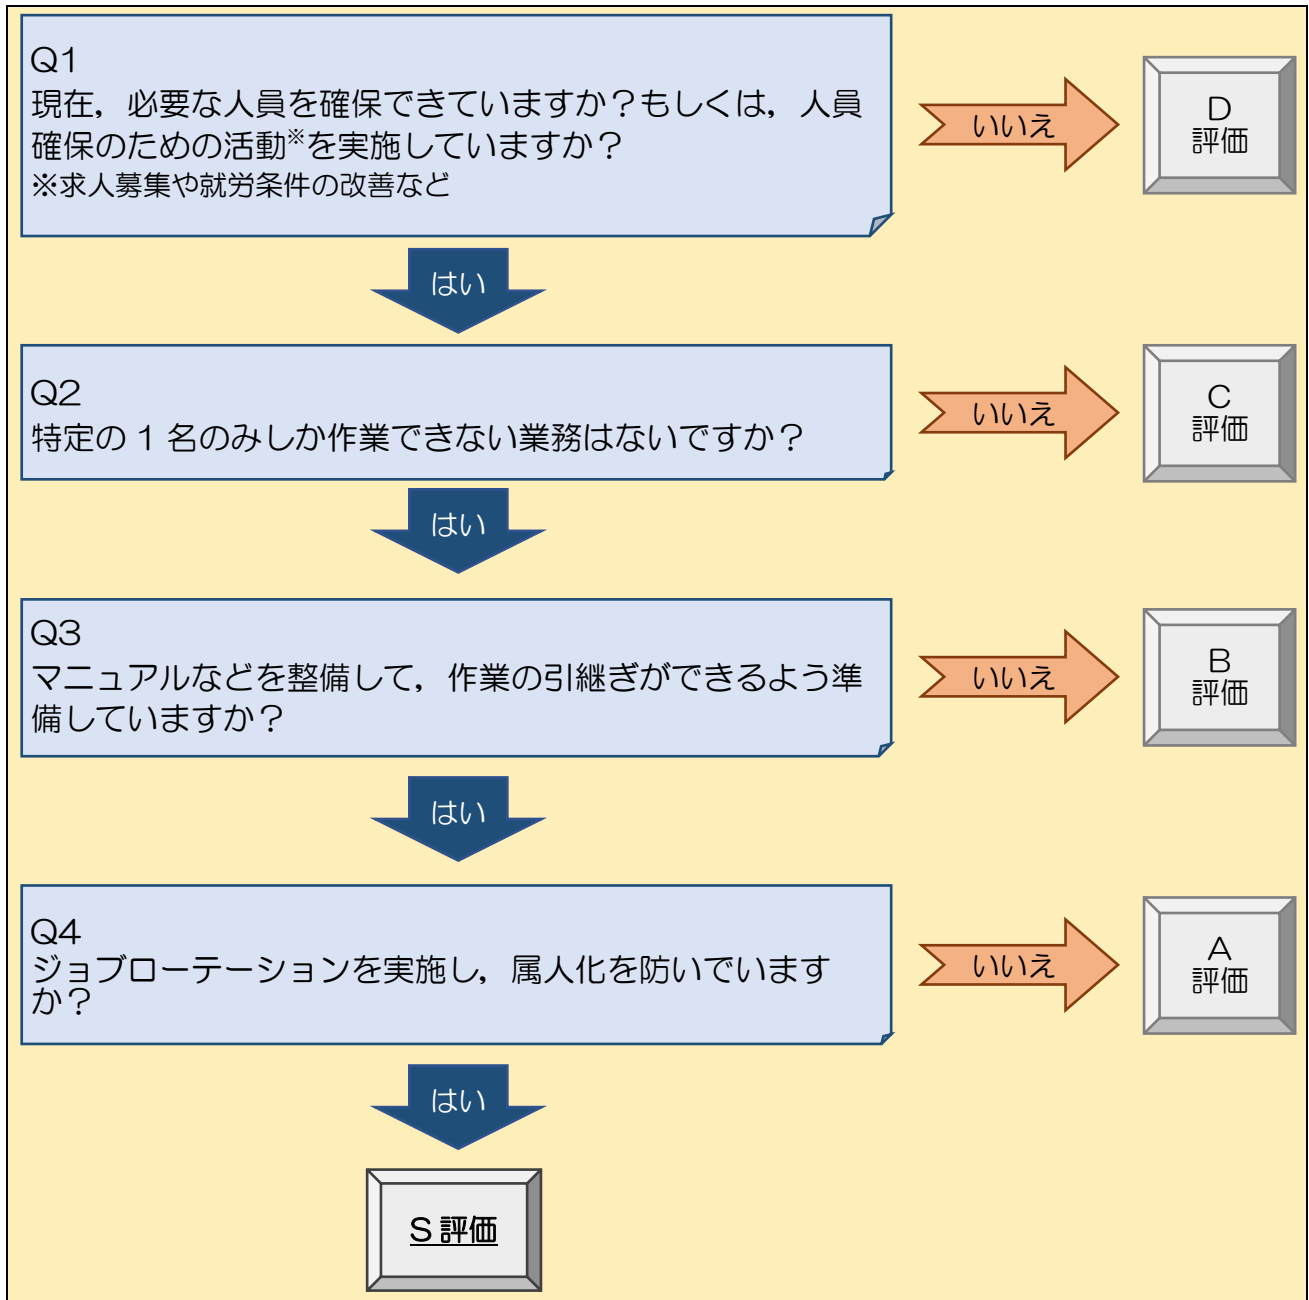 Q1
現在，必要な人員を確保できていますか？もしくは，人員
確保のための活動※を実施していますか？
※求人募集や就労条件の改善など
いいえ
D
評価
はい
Q2
特定の 1 名のみしか作業できない業務はないですか？
いいえ
C
評価
はい
Q3
マニュアルなどを整備して，作業の引継ぎができるよう準
備していますか？
いいえ
B
評価
はい
Q4
ジョブローテーションを実施し，属人化を防いでいます
か？
いいえ
A
評価
はい
S 評価